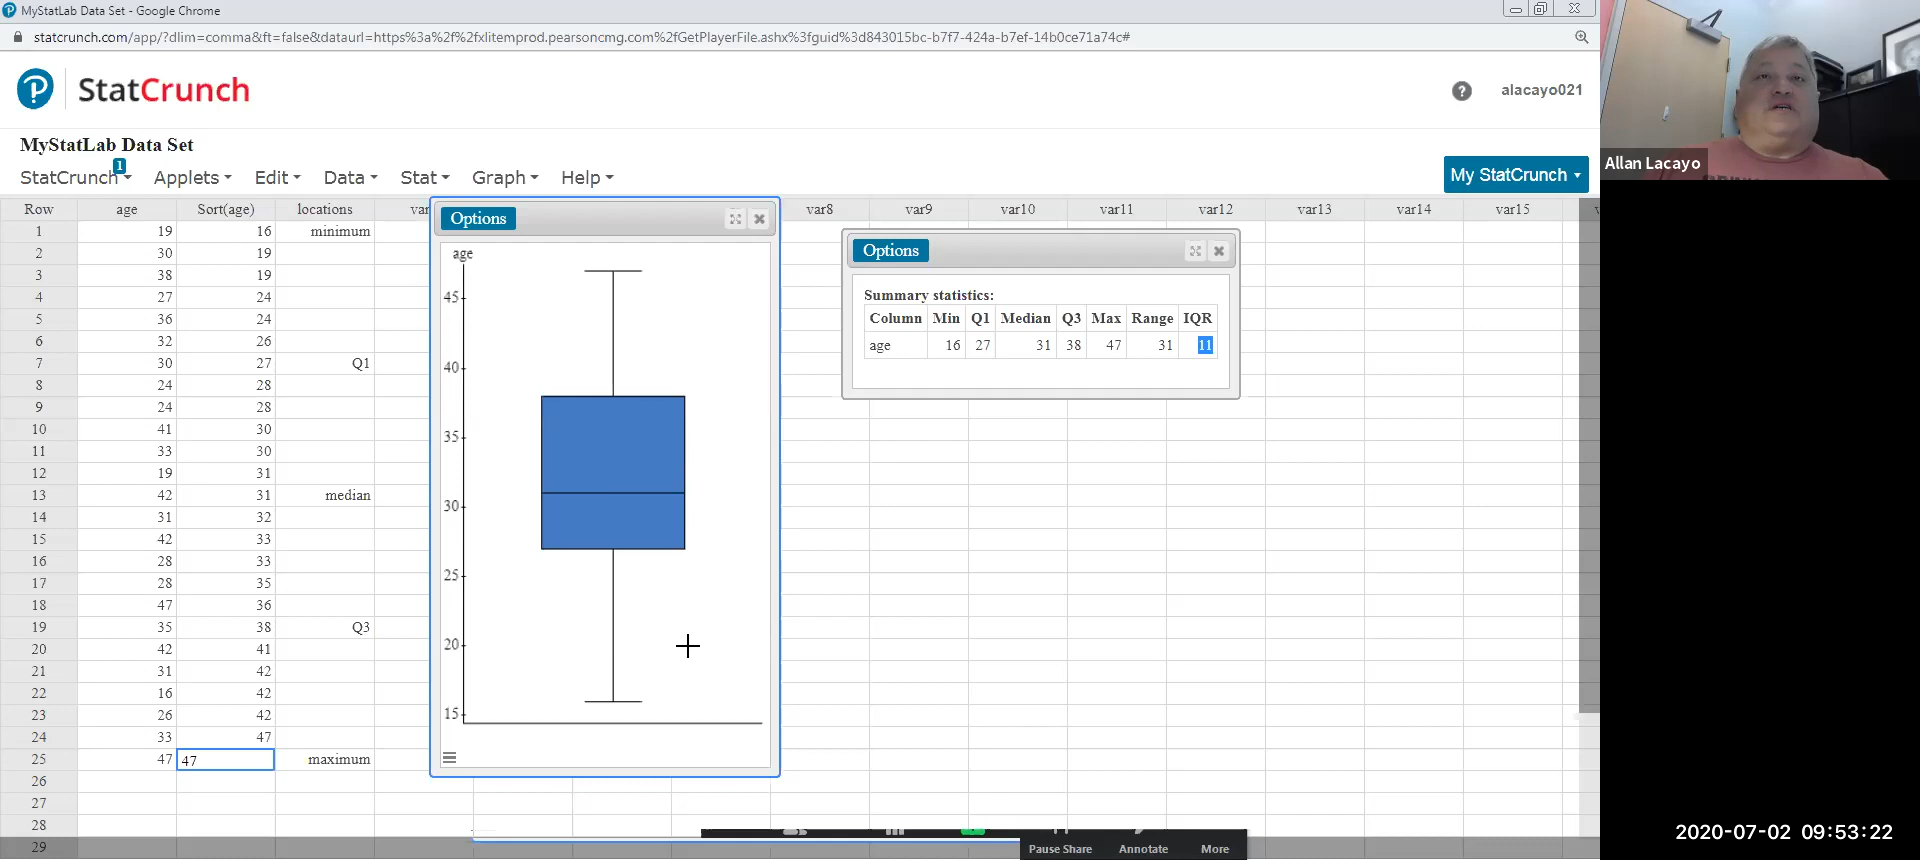 MyStatLab Data Set - Google Chrome
statcrunch.com/app/?dlim=comma&ft=false&dataurl=https%3a%2f%2fxlitemprod.pearsoncmg.com%2fGetPlayerFile.ashx%3fguid%3d843015bc-b7f7-424a-b7ef-14b0ce71a74c#
StatCrunch
alacayo021
MyStatLab Data Set
1
StatCrunch Applets Edit Data Stat Graph Help
My StatCrunch
Row age Sort(age) locations var var8 var9 var10 var11 var12 var13 var14 var15
1 19 16 minimum
2 30 19
3 38 19
4 27 24
5 36 24
6 32 26
7 30 27 Q1
8 24 28
9 24 28
10 41 30
11 33 30
12 19 31
13 42 31 median
14 31 32
15 42 33
16 28 33
17 28 35
18 47 36
19 35 38 Q3
20 42 41
21 31 42
22 16 42
23 26 42
24 33 47
25 47 47 maximum
26
27
28
29
Options
age
45
40
35
30
25
20
15
Options
Summary statistics:
Column Min Q1 Median Q3 Max Range IQR
age 16 27 31 38 47 31 11
Pause Share Annotate More
Allan Lacayo
2020-07-02 09:53:22